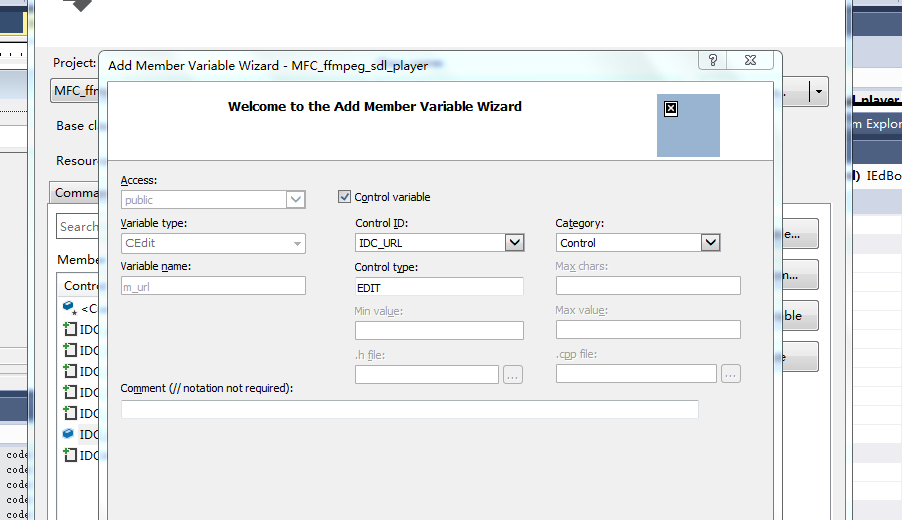 Project:
Add Member Variable Wizard - MFC_ffmpeg_sdl_player
MFC_ffm
Welcome to the Add Member Variable Wizard
...
l_player
Base cla
m Explor
Resour
l) IEdBo
Comma
Access:
public
Control variable
Search
Variable type:
Control ID:
Category:
CEdit
IDC_URL
Control
e...
Membe
Variable name:
Control type:
Max chars:
m_url
EDIT
m...
Contro
<C
Min value:
Max value:
ble
IDC
IDC
.h file:
.cpp file:
e
IDC
...
...
IDC
Comment (// notation not required):
IDC
IDC
IDC
code
code
code
code
code